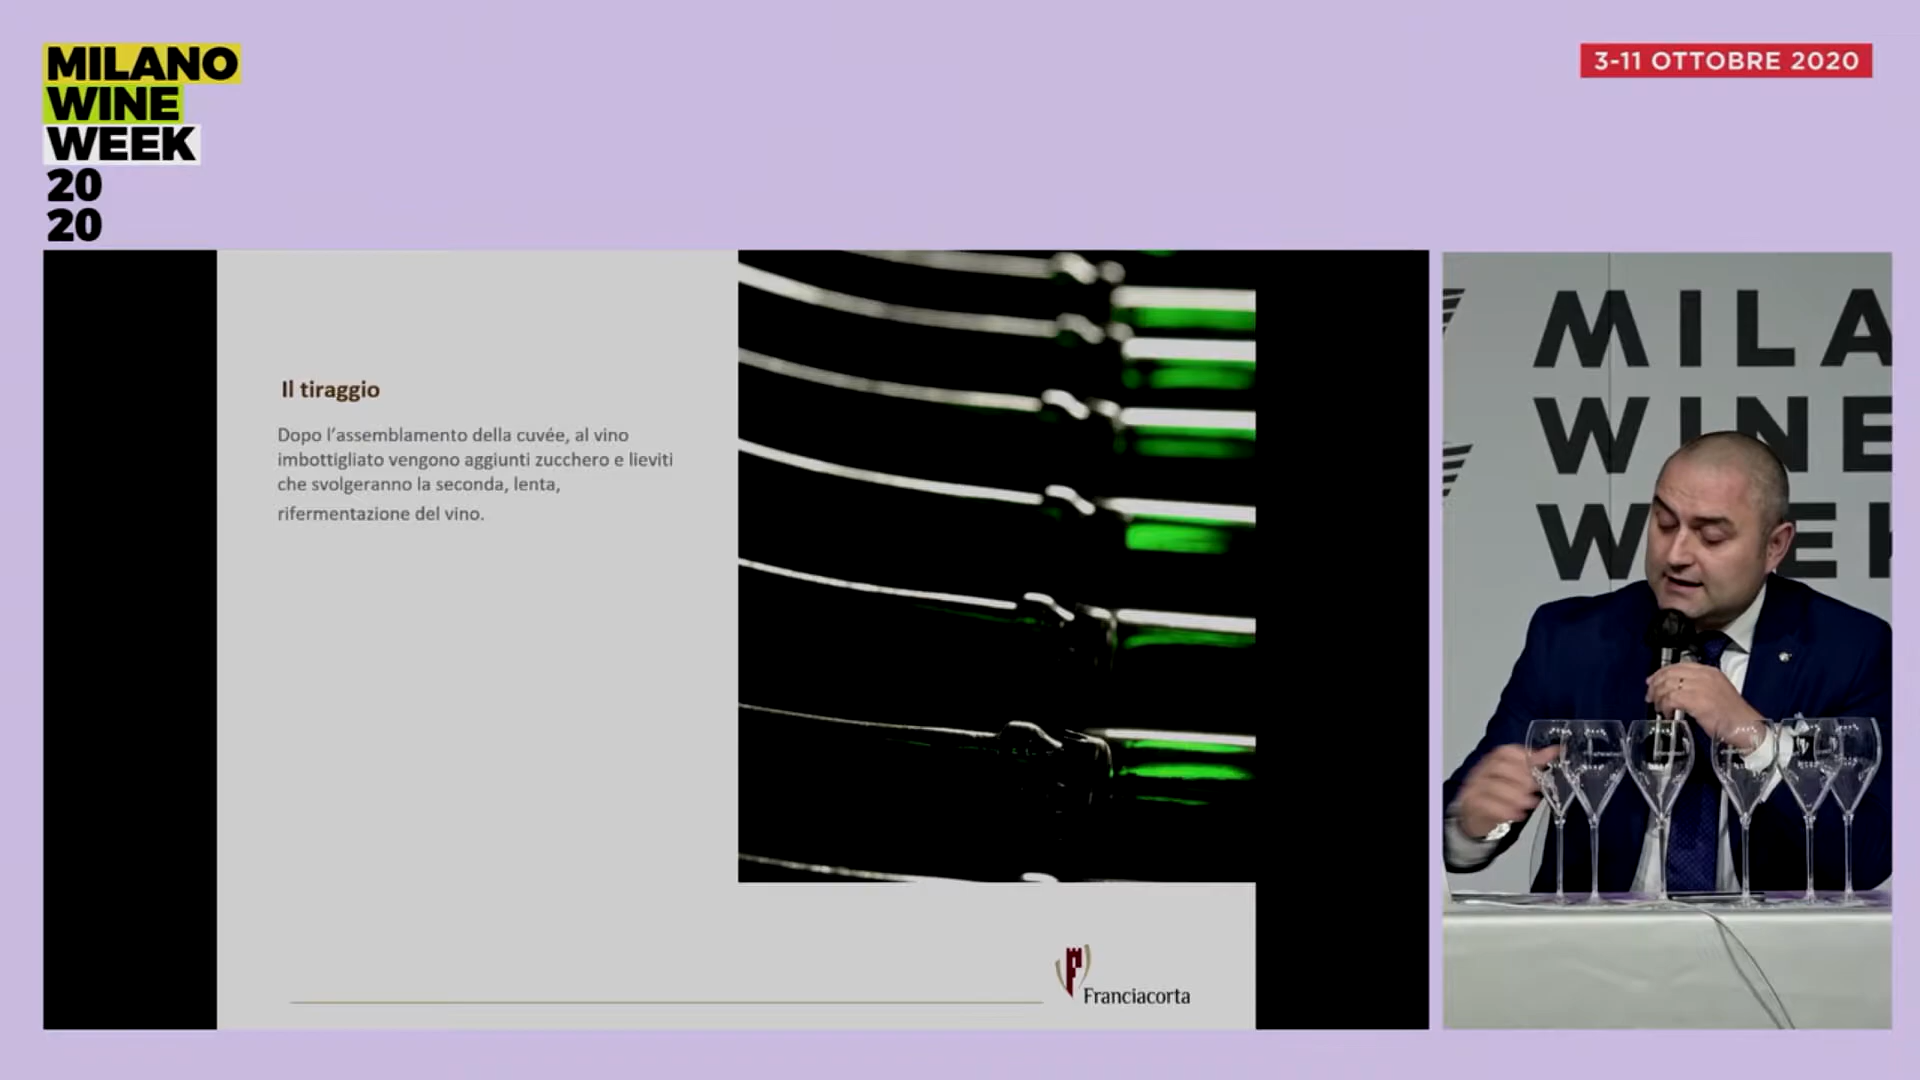 MILANO
WINE
WEEK
20
20
3-11 OTTOBRE 2020
Il tiraggio
Dopo l’assemblamento della cuvée, al vino
imbottigliato vengono aggiunti zucchero e lieviti
che svolgeranno la seconda, lenta,
rifermentazione del vino.
Franciacorta
MILA
WINE
WEEK